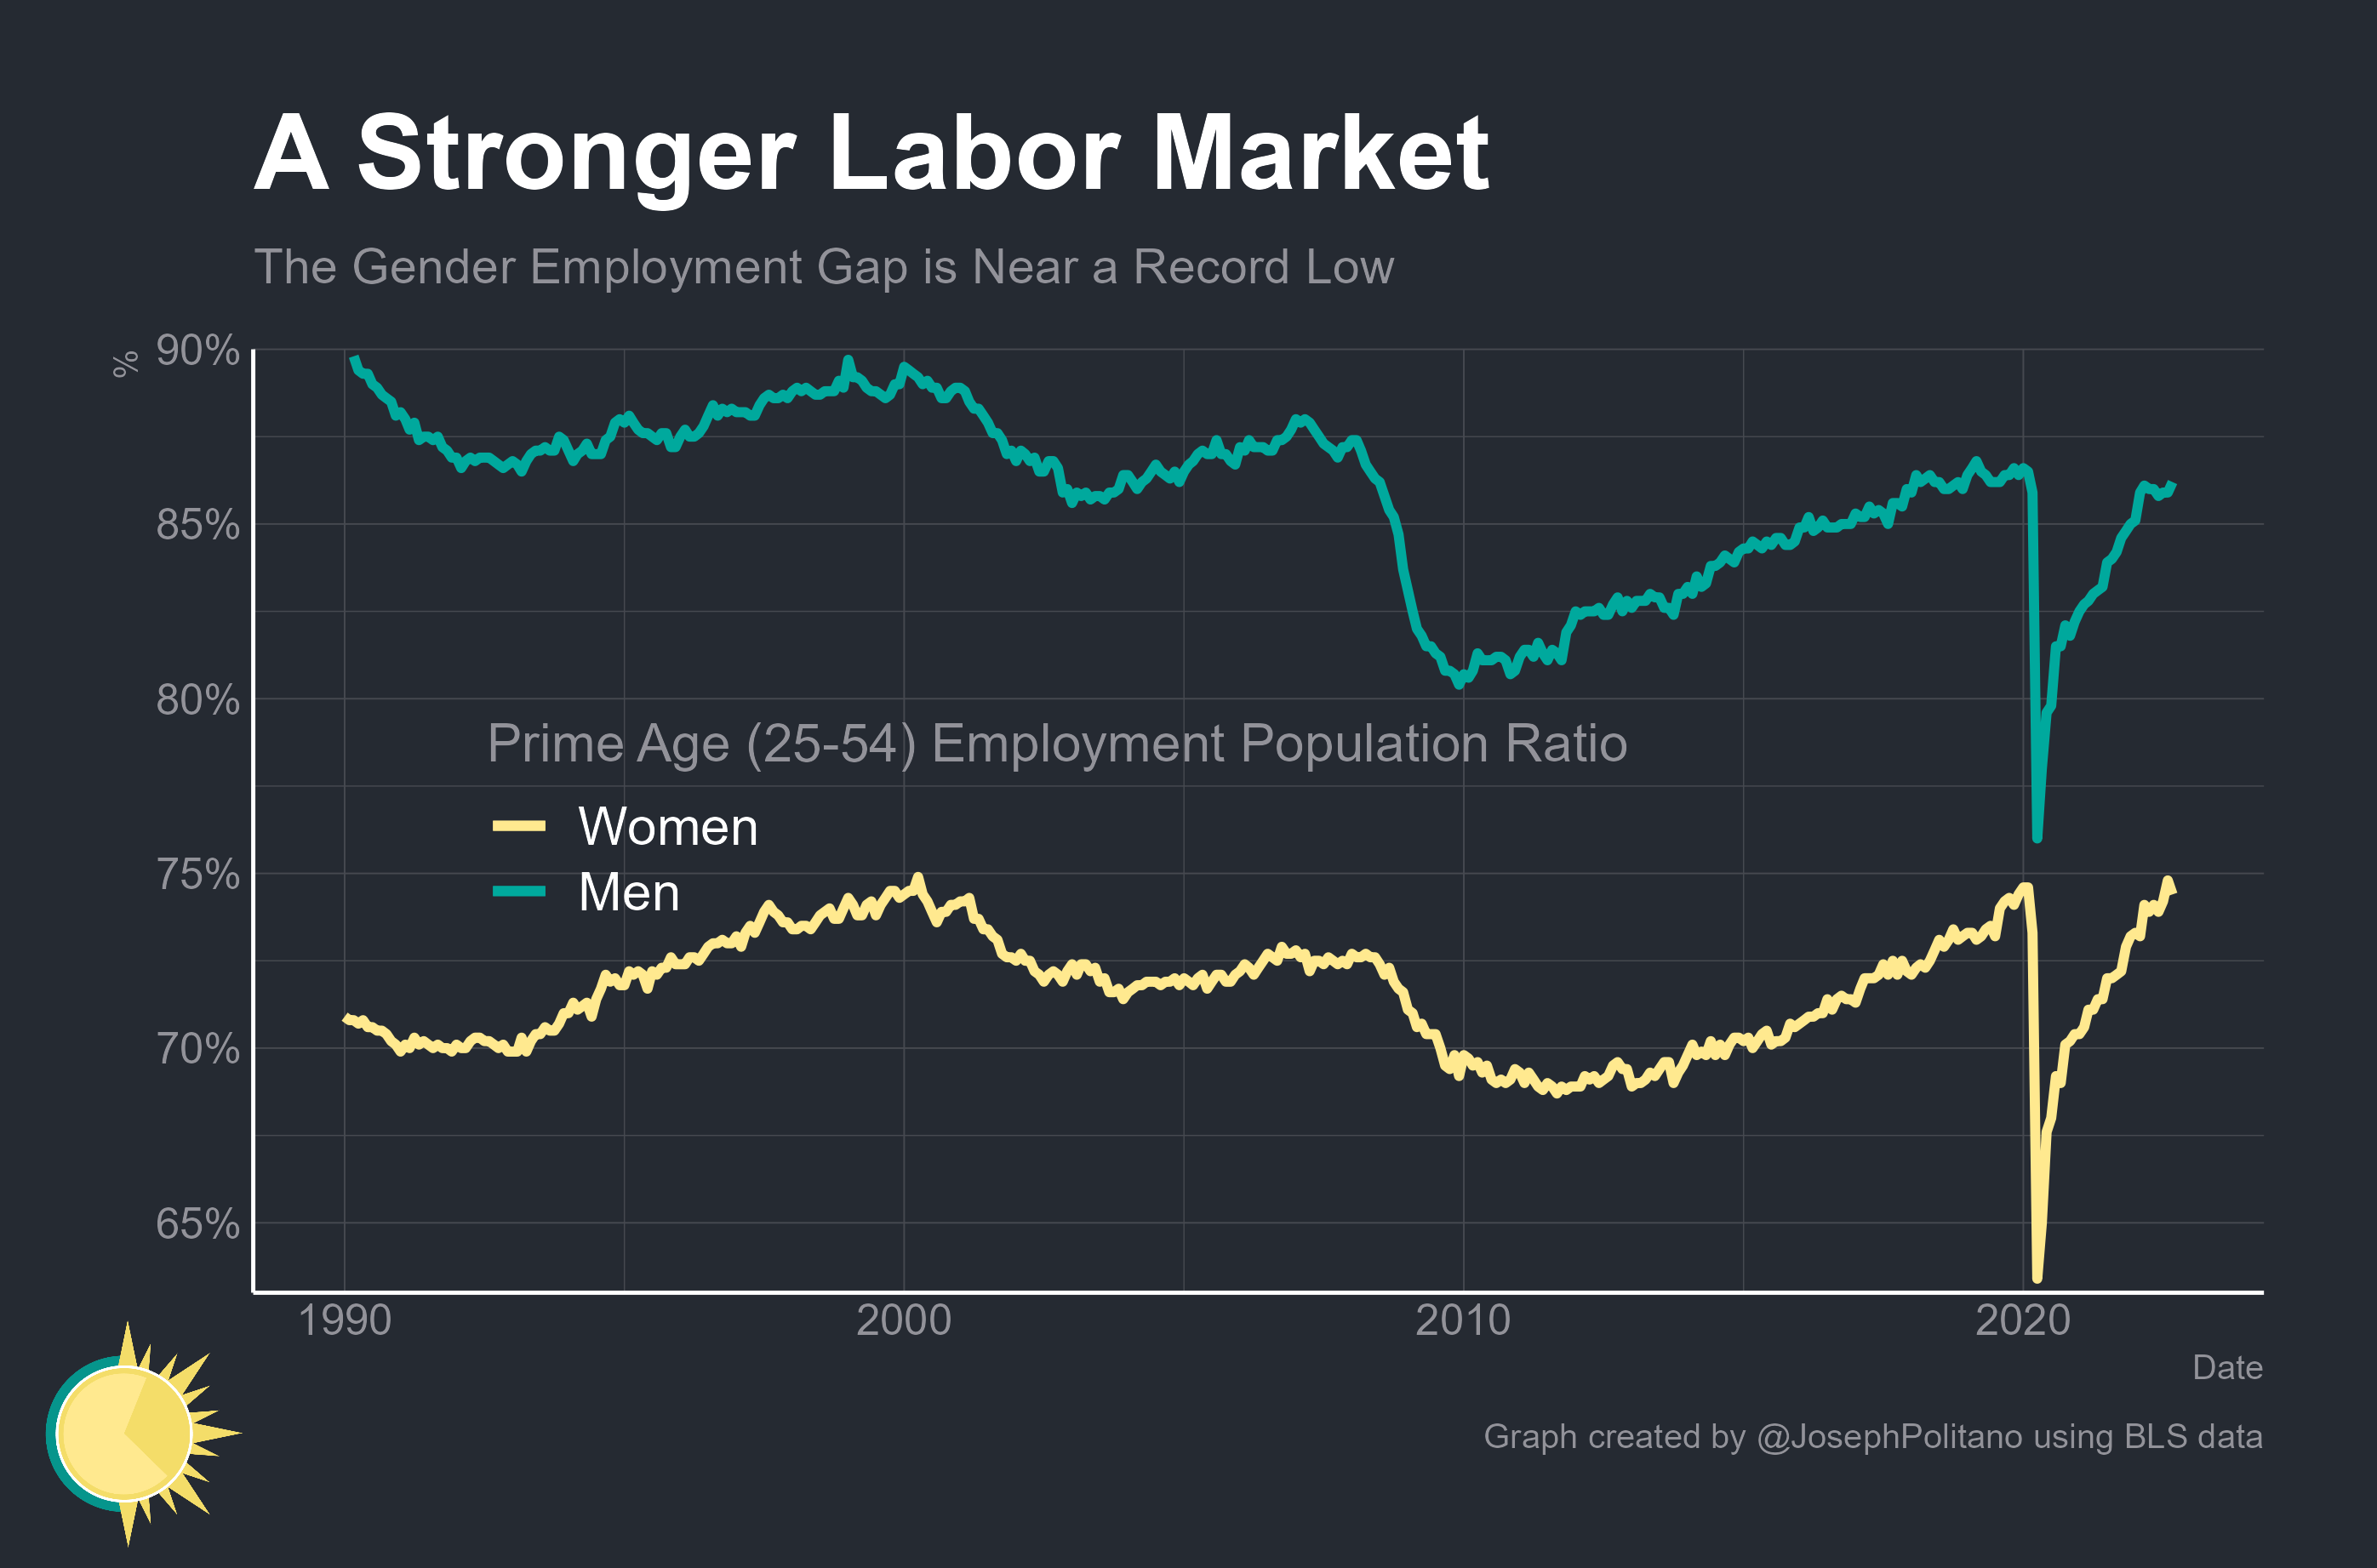 A Stronger Labor Market
The Gender Employment Gap is Near a Record Low
%
90%
85%
80%
Prime Age (25-54) Employment Population Ratio
Women
75%
Men
70%
65%
1990 2000 2010 2020
Date
Graph created by @JosephPolitano using BLS data